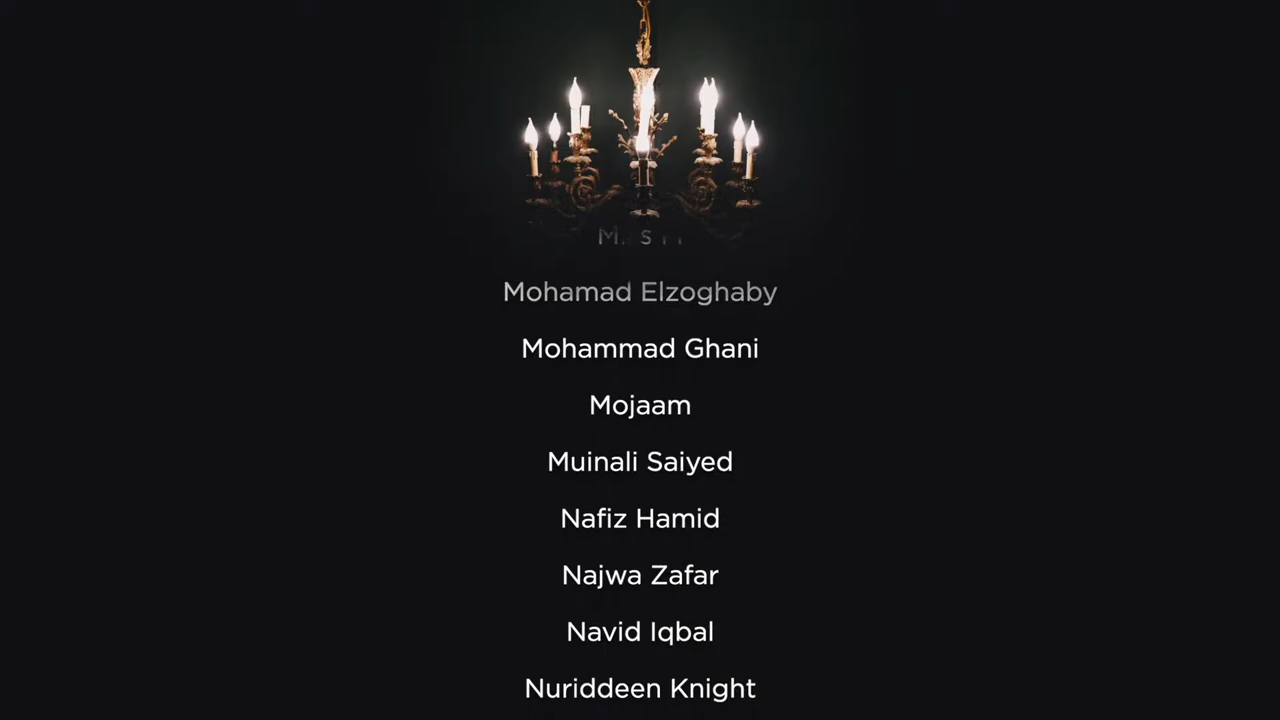 Mohamad Elzoghaby
Mohammad Ghani
Mojaam
Muinali Saiyed
Nafiz Hamid
Najwa Zafar
Navid Iqbal
Nuriddeen Knight